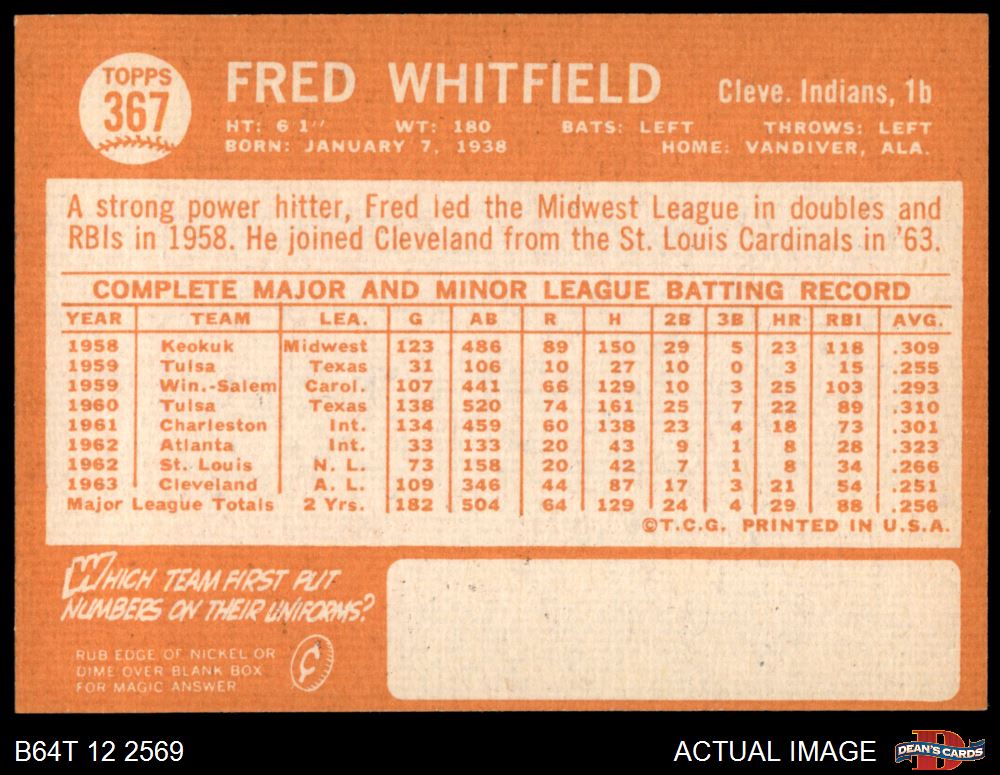 TOPPS
367
FRED WHITFIELD
Cleve. Indians, 1b
HT: 6'1" WT: 180 BATS: LEFT THROWS: LEFT
BORN: JANUARY 7, 1938 HOME: VANDIVER, ALA.
A strong power hitter, Fred led the Midwest League in doubles and
RBIs in 1958. He joined Cleveland from the St. Louis Cardinals in '63.
COMPLETE MAJOR AND MINOR LEAGUE BATTING RECORD
YEAR TEAM LEA. G AB R H 2B 3B HR RBI AVG.
1958 Keokuk Midwest 123 486 89 150 29 5 23 118 .309
1959 Tulsa Texas 31 106 10 27 10 0 3 15 .255
1959 Win.-Salem Carol. 107 441 66 129 10 3 25 103 .293
1960 Tulsa Texas 138 520 74 161 25 7 22 89 .310
1961 Charleston Int. 134 459 60 138 23 4 18 73 .301
1962 Atlanta Int. 33 133 20 43 9 1 8 28 .323
1962 St. Louis N. L. 73 158 20 42 7 1 8 34 .266
1963 Cleveland A. L. 109 346 44 87 17 3 21 54 .251
Major League Totals 2 Yrs. 182 504 64 129 24 4 29 88 .256
©T.C.G. PRINTED IN U.S.A.
WHICH TEAM FIRST PUT
NUMBERS ON THEIR UNIFORMS?
RUB EDGE OF NICKEL OR
DIME OVER BLANK BOX
FOR MAGIC ANSWER
¢
B64T 12 2569
ACTUAL IMAGE
D
DEAN'S CARDS